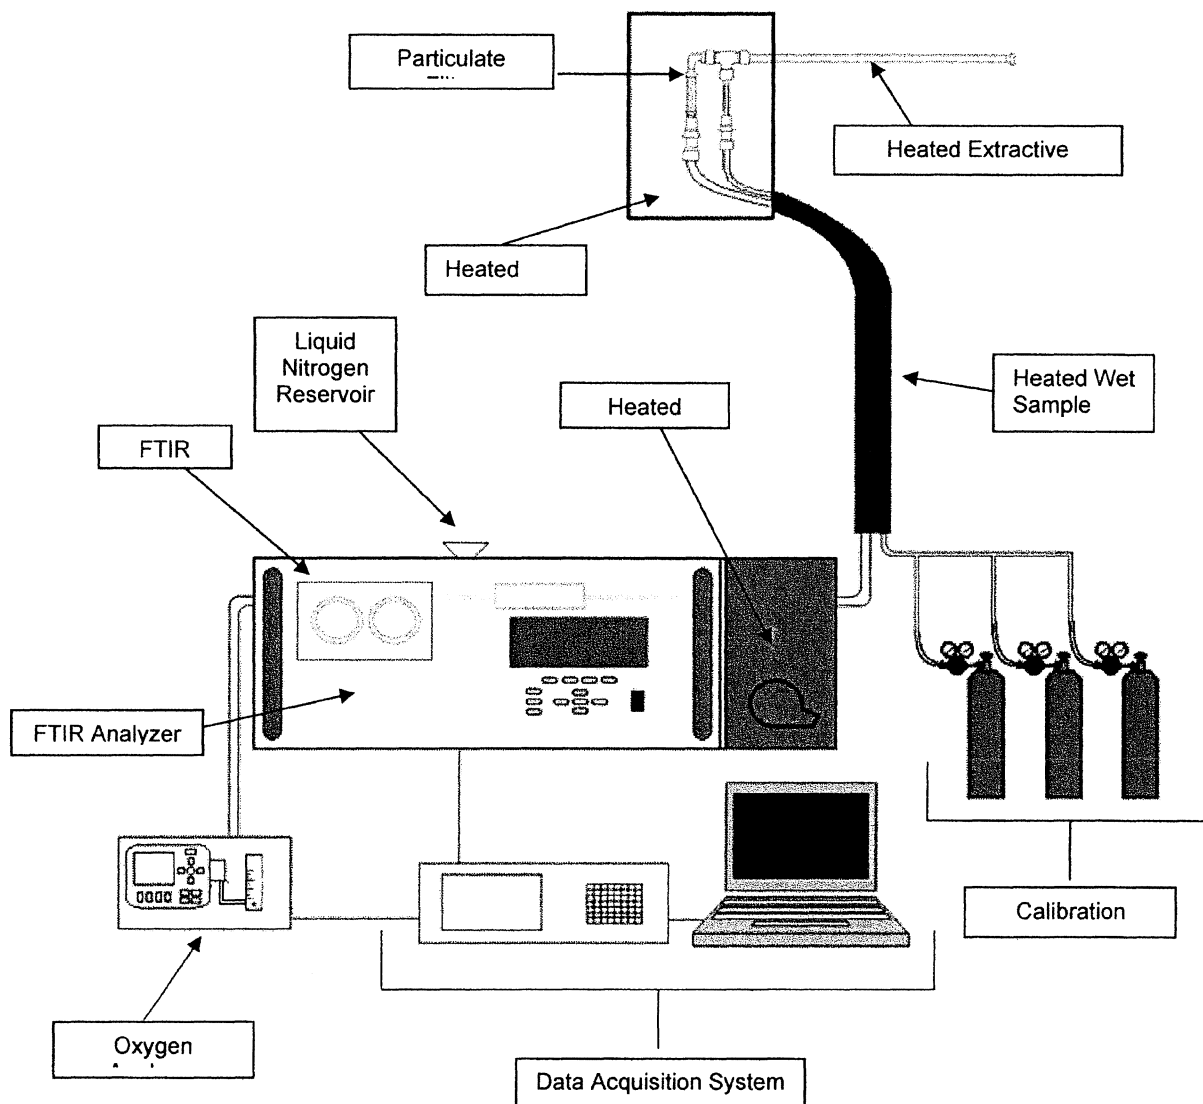 Particulate
Heated Extractive
Heated
Liquid
Nitrogen
Reservoir
Heated
Heated Wet
Sample
FTIR
FTIR Analyzer
Calibration
Oxygen
Data Acquisition System